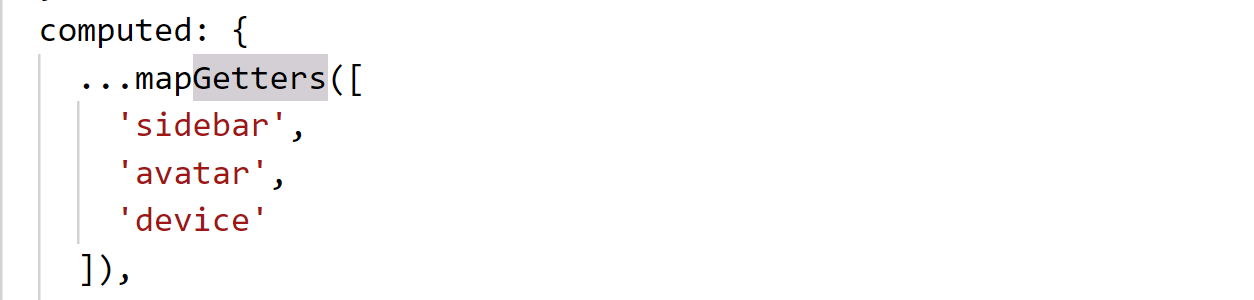 computed: {
...mapGetters([
'sidebar',
'avatar',
'device'
]),